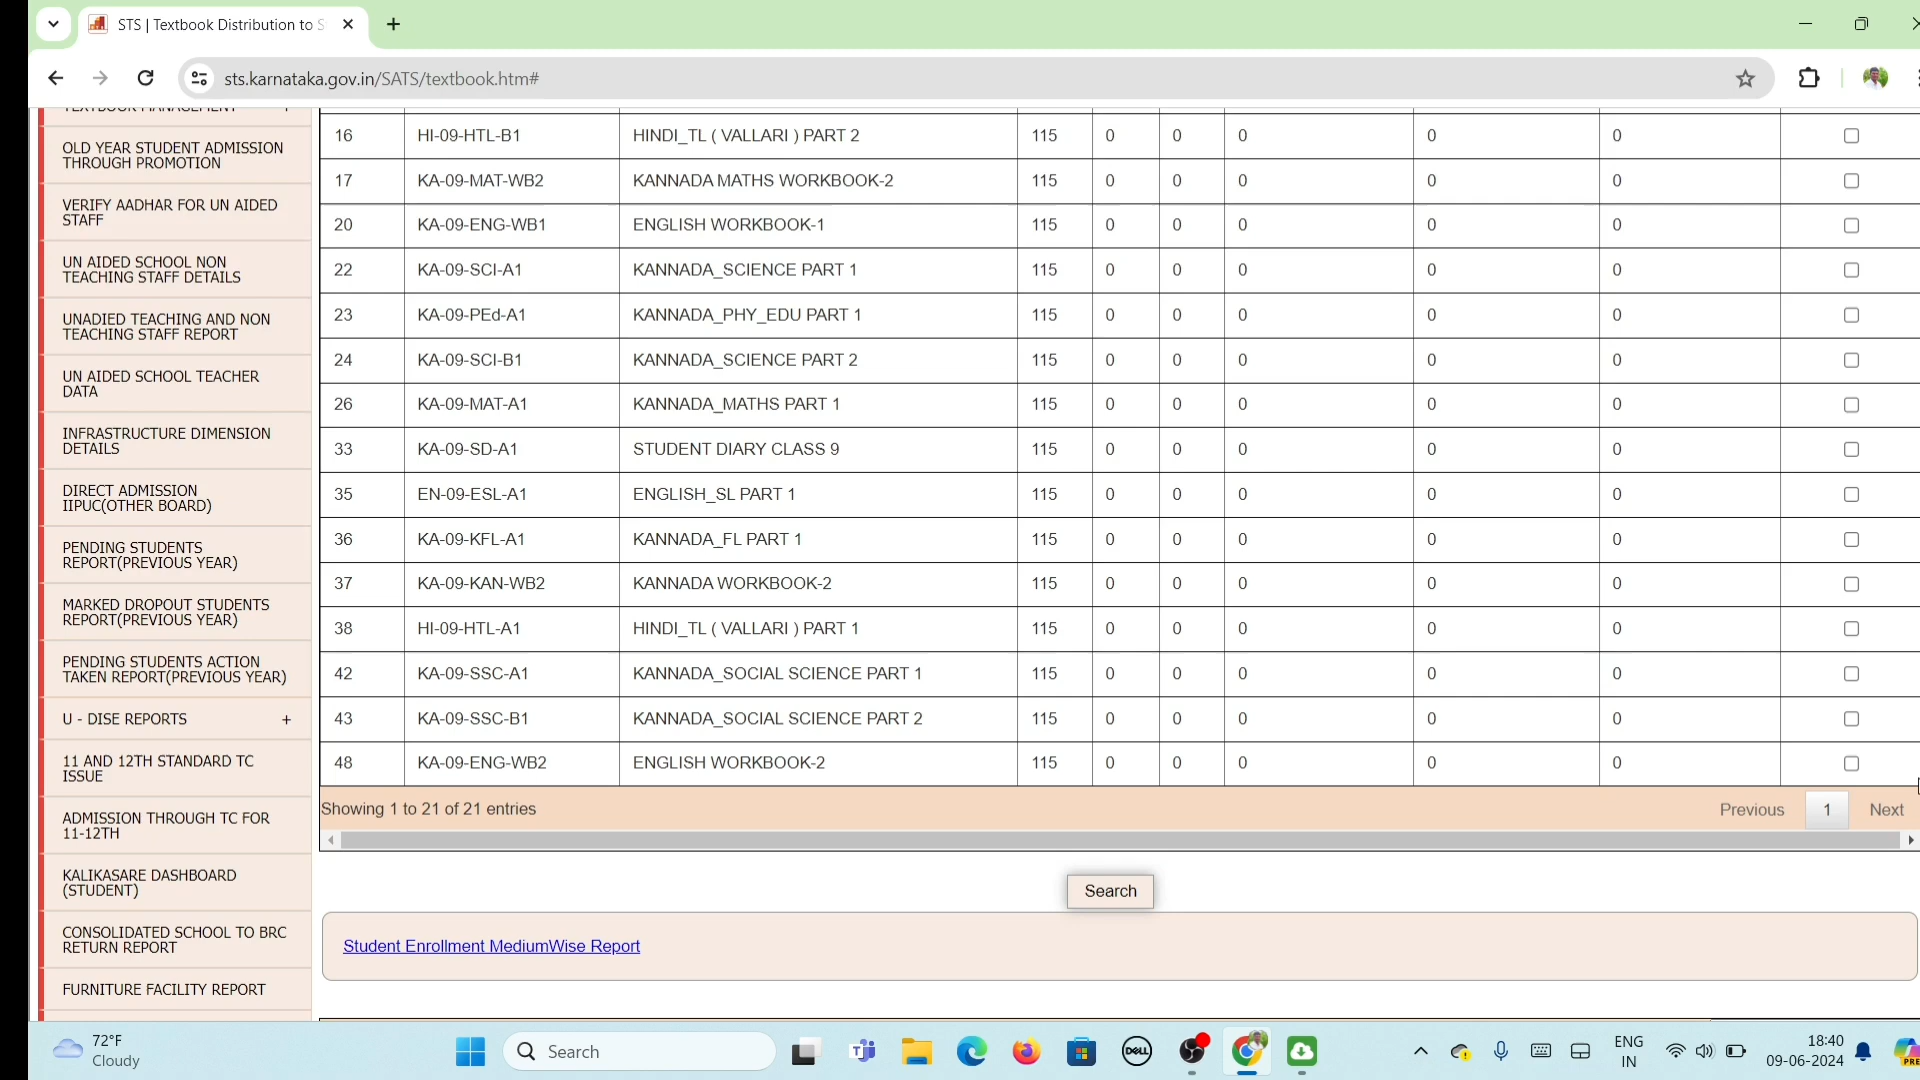 STS | Textbook Distribution to S
sts.karnataka.gov.in/SATS/textbook.htm#
TEXTBOOK MANAGEMENT +
OLD YEAR STUDENT ADMISSION
THROUGH PROMOTION
VERIFY AADHAR FOR UN AIDED
STAFF
UN AIDED SCHOOL NON
TEACHING STAFF DETAILS
UNADIED TEACHING AND NON
TEACHING STAFF REPORT
UN AIDED SCHOOL TEACHER
DATA
INFRASTRUCTURE DIMENSION
DETAILS
DIRECT ADMISSION
IIPUC(OTHER BOARD)
PENDING STUDENTS
REPORT(PREVIOUS YEAR)
MARKED DROPOUT STUDENTS
REPORT(PREVIOUS YEAR)
PENDING STUDENTS ACTION
TAKEN REPORT(PREVIOUS YEAR)
U - DISE REPORTS +
11 AND 12TH STANDARD TC
ISSUE
ADMISSION THROUGH TC FOR
11-12TH
KALIKASARE DASHBOARD
(STUDENT)
CONSOLIDATED SCHOOL TO BRC
RETURN REPORT
FURNITURE FACILITY REPORT
16 HI-09-HTL-B1 HINDI_TL ( VALLARI ) PART 2 115 0 0 0 0 0
17 KA-09-MAT-WB2 KANNADA MATHS WORKBOOK-2 115 0 0 0 0 0
20 KA-09-ENG-WB1 ENGLISH WORKBOOK-1 115 0 0 0 0 0
22 KA-09-SCI-A1 KANNADA_SCIENCE PART 1 115 0 0 0 0 0
23 KA-09-PEd-A1 KANNADA_PHY_EDU PART 1 115 0 0 0 0 0
24 KA-09-SCI-B1 KANNADA_SCIENCE PART 2 115 0 0 0 0 0
26 KA-09-MAT-A1 KANNADA_MATHS PART 1 115 0 0 0 0 0
33 KA-09-SD-A1 STUDENT DIARY CLASS 9 115 0 0 0 0 0
35 EN-09-ESL-A1 ENGLISH_SL PART 1 115 0 0 0 0 0
36 KA-09-KFL-A1 KANNADA_FL PART 1 115 0 0 0 0 0
37 KA-09-KAN-WB2 KANNADA WORKBOOK-2 115 0 0 0 0 0
38 HI-09-HTL-A1 HINDI_TL ( VALLARI ) PART 1 115 0 0 0 0 0
42 KA-09-SSC-A1 KANNADA_SOCIAL SCIENCE PART 1 115 0 0 0 0 0
43 KA-09-SSC-B1 KANNADA_SOCIAL SCIENCE PART 2 115 0 0 0 0 0
48 KA-09-ENG-WB2 ENGLISH WORKBOOK-2 115 0 0 0 0 0
Showing 1 to 21 of 21 entries Previous 1 Next
Search
Student Enrollment MediumWise Report
72°F
Cloudy
Search
DELL
ENG
IN
18:40
09-06-2024
PRE